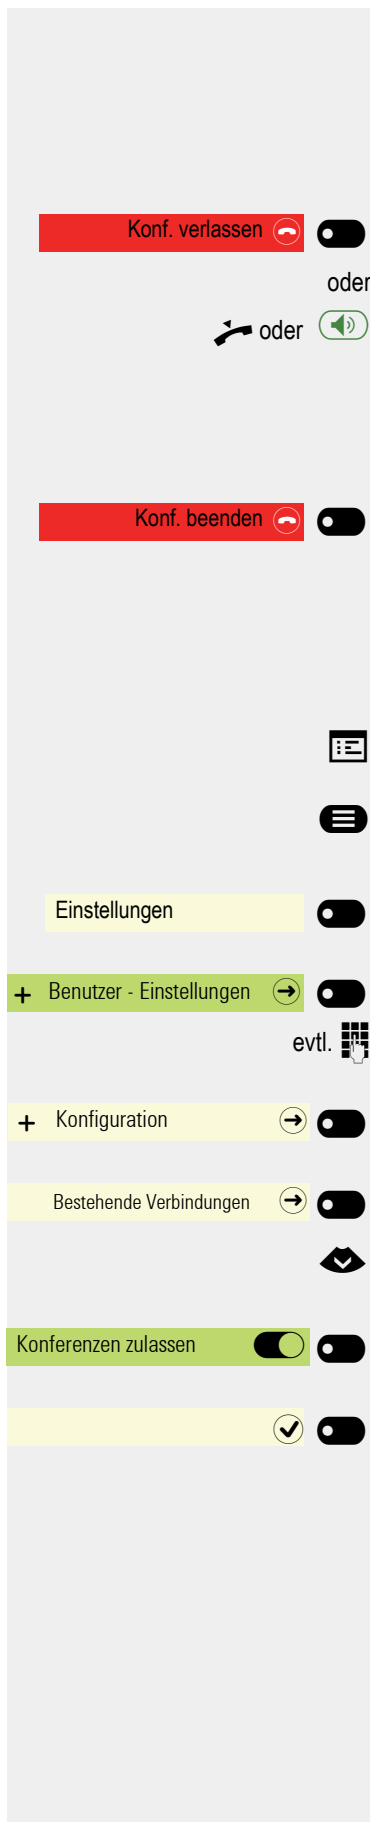 Konf. verlassen
oder
oder
Konf. beenden
Einstellungen
+ Benutzer - Einstellungen
evtl.
+ Konfiguration
Bestehende Verbindungen
Konferenzen zulassen